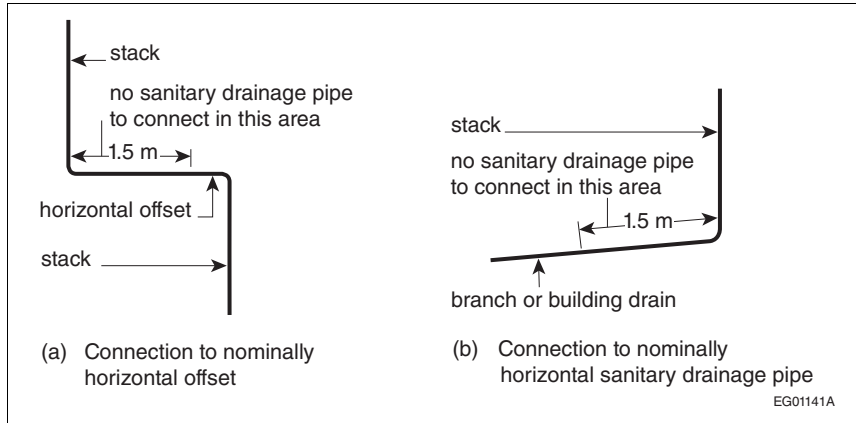 stack
no sanitary drainage pipe
to connect in this area
1.5 m
horizontal offset
stack
(a) Connection to nominally
horizontal offset
stack
no sanitary drainage pipe
to connect in this area
1.5 m
branch or building drain
(b) Connection to nominally
horizontal sanitary drainage pipe
EG01141A